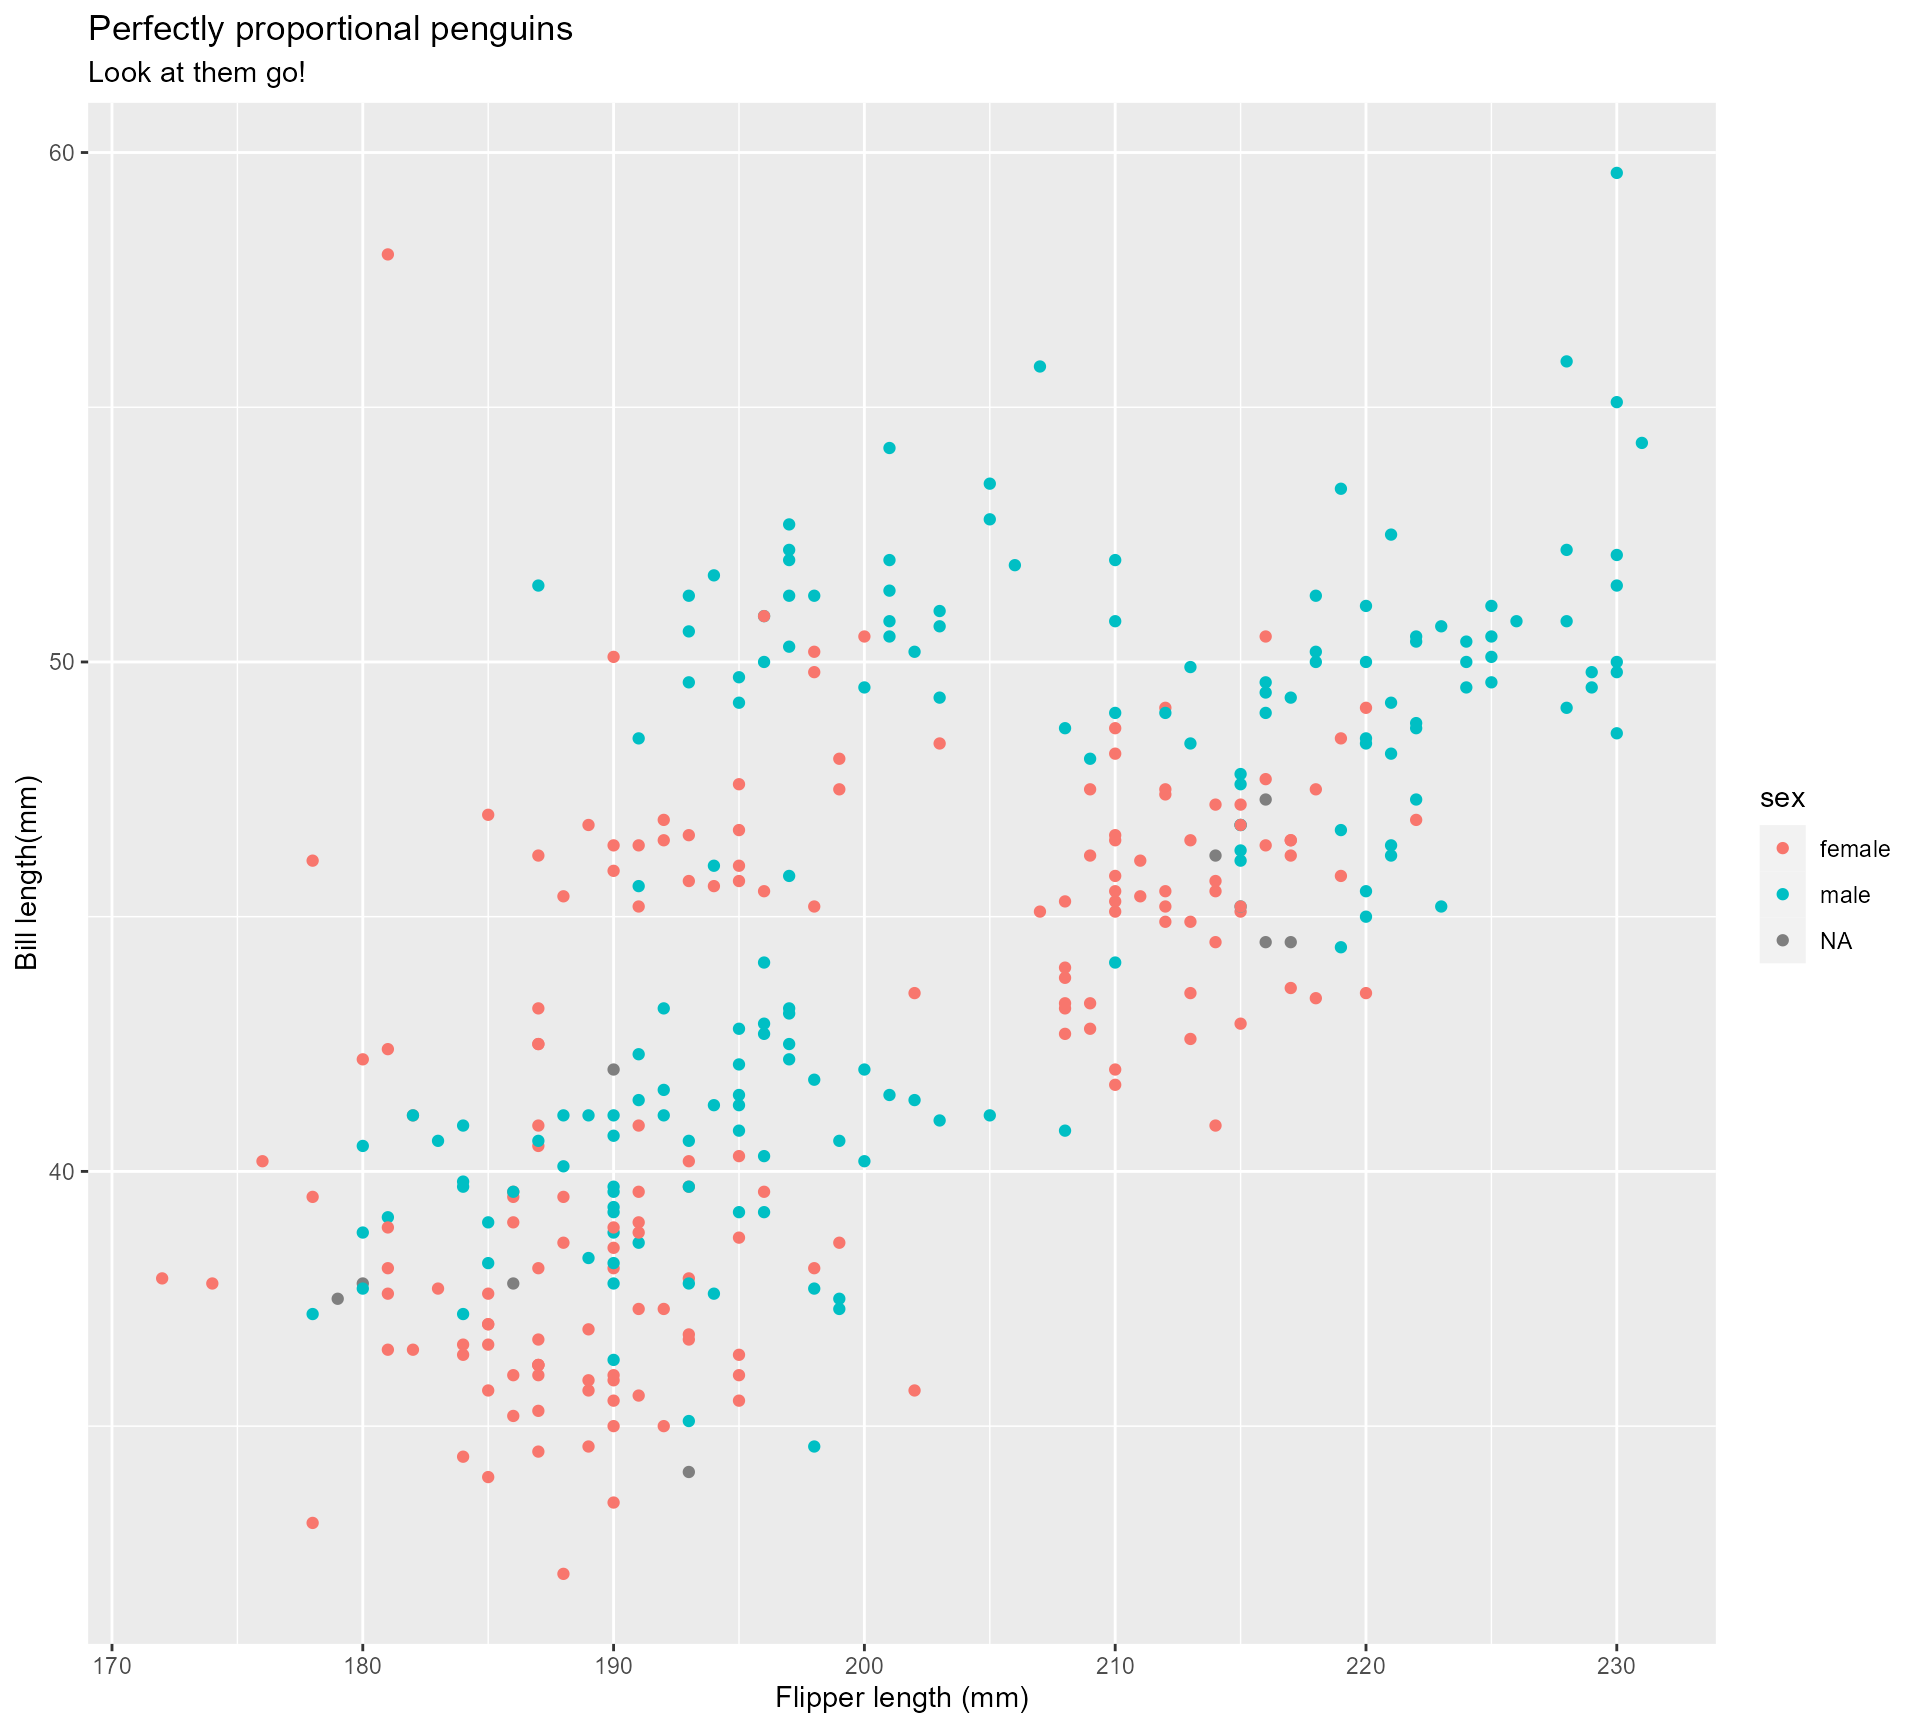 Perfectly proportional penguins
Look at them go!
60
50
40
Bill length(mm)
170 180 190 200 210 220 230
Flipper length (mm)
sex
female
male
NA